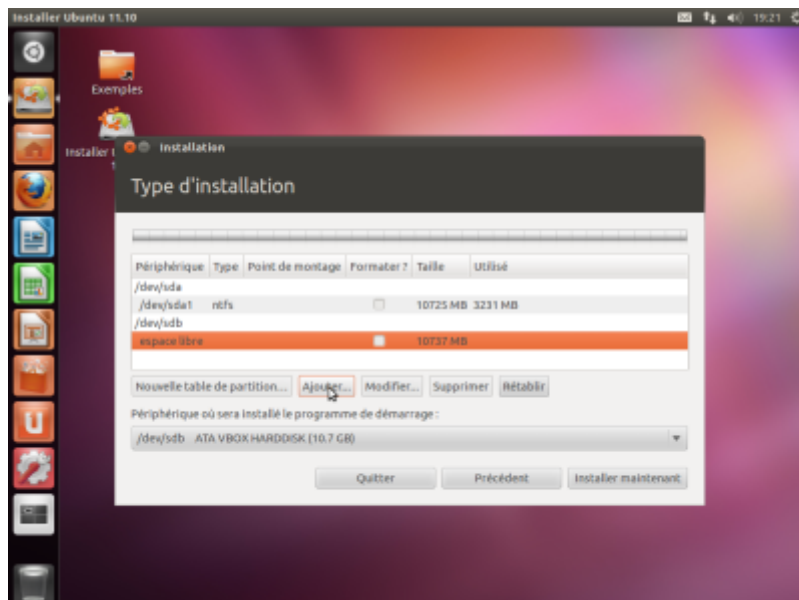 Installer Ubuntu 11.10
19:21
Exemples
Installer
Installation
Type d'installation
Périphérique Type Point de montage Formater ? Taille Utilisé
/dev/sda
/dev/sda1 ntfs 10725 MB 3231 MB
/dev/sdb
espace libre 10737 MB
Nouvelle table de partition... Ajouter... Modifier... Supprimer Rétablir
Périphérique où sera installé le programme de démarrage :
/dev/sdb ATA VBOX HARDDISK (10.7 GB)
Quitter Précédent Installer maintenant